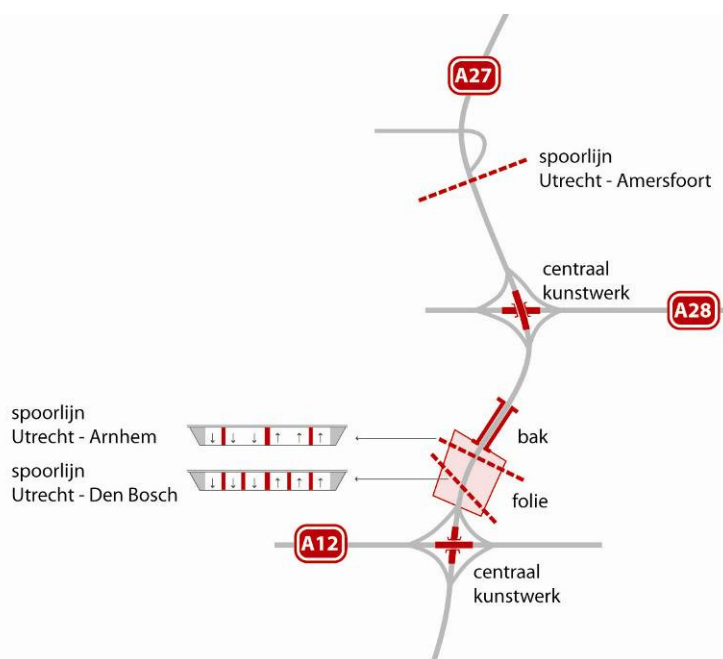 A27
spoorlijn
Utrecht - Amersfoort
centraal
kunstwerk
A28
spoorlijn
Utrecht - Arnhem
bak
spoorlijn
Utrecht - Den Bosch
folie
A12
centraal
kunstwerk